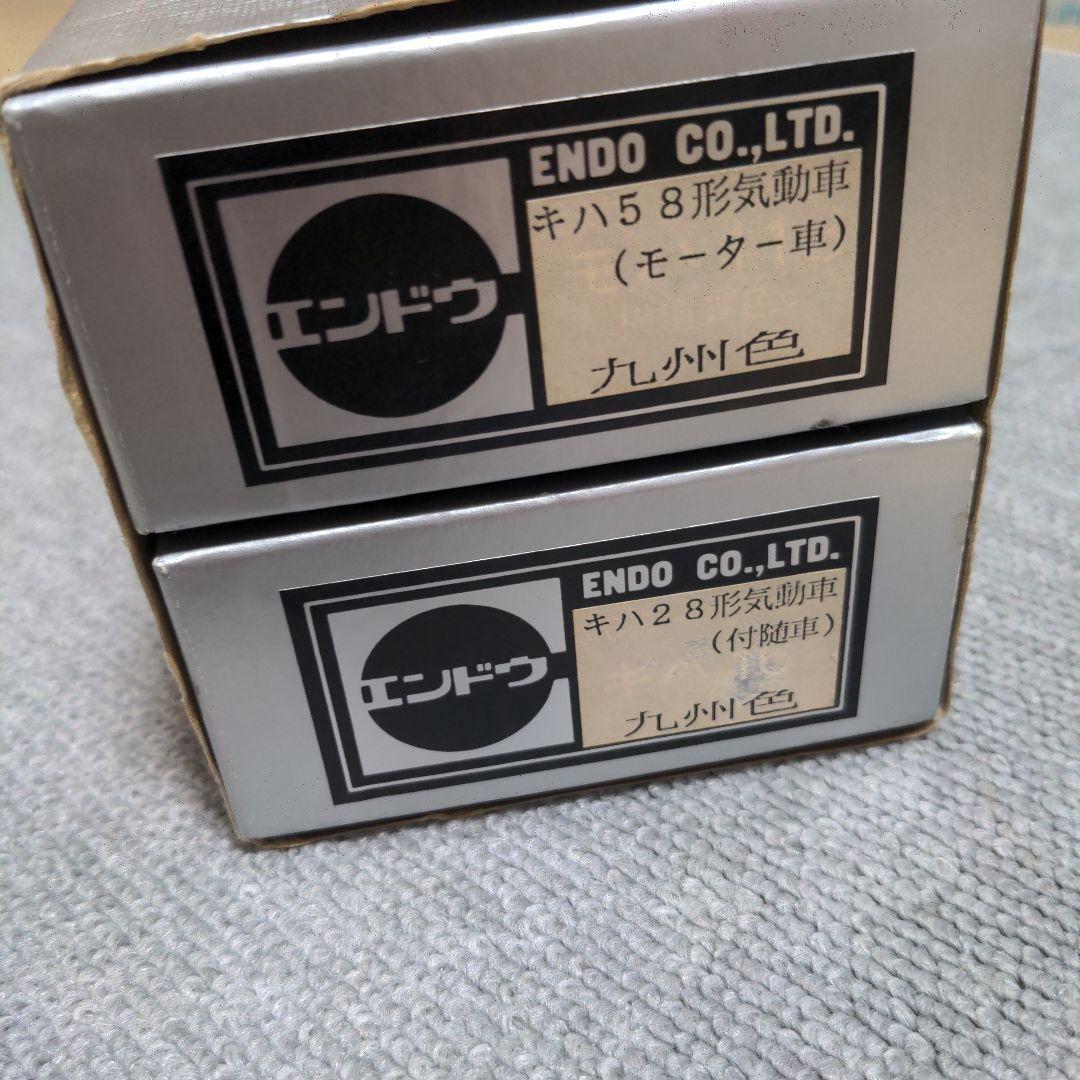 ENDO CO.,LTD.
エンドウ
キハ58形気動車
(モーター車)
九州色
ENDO CO.,LTD.
エンドウ
キハ28形気動車
(付随車)
九州色